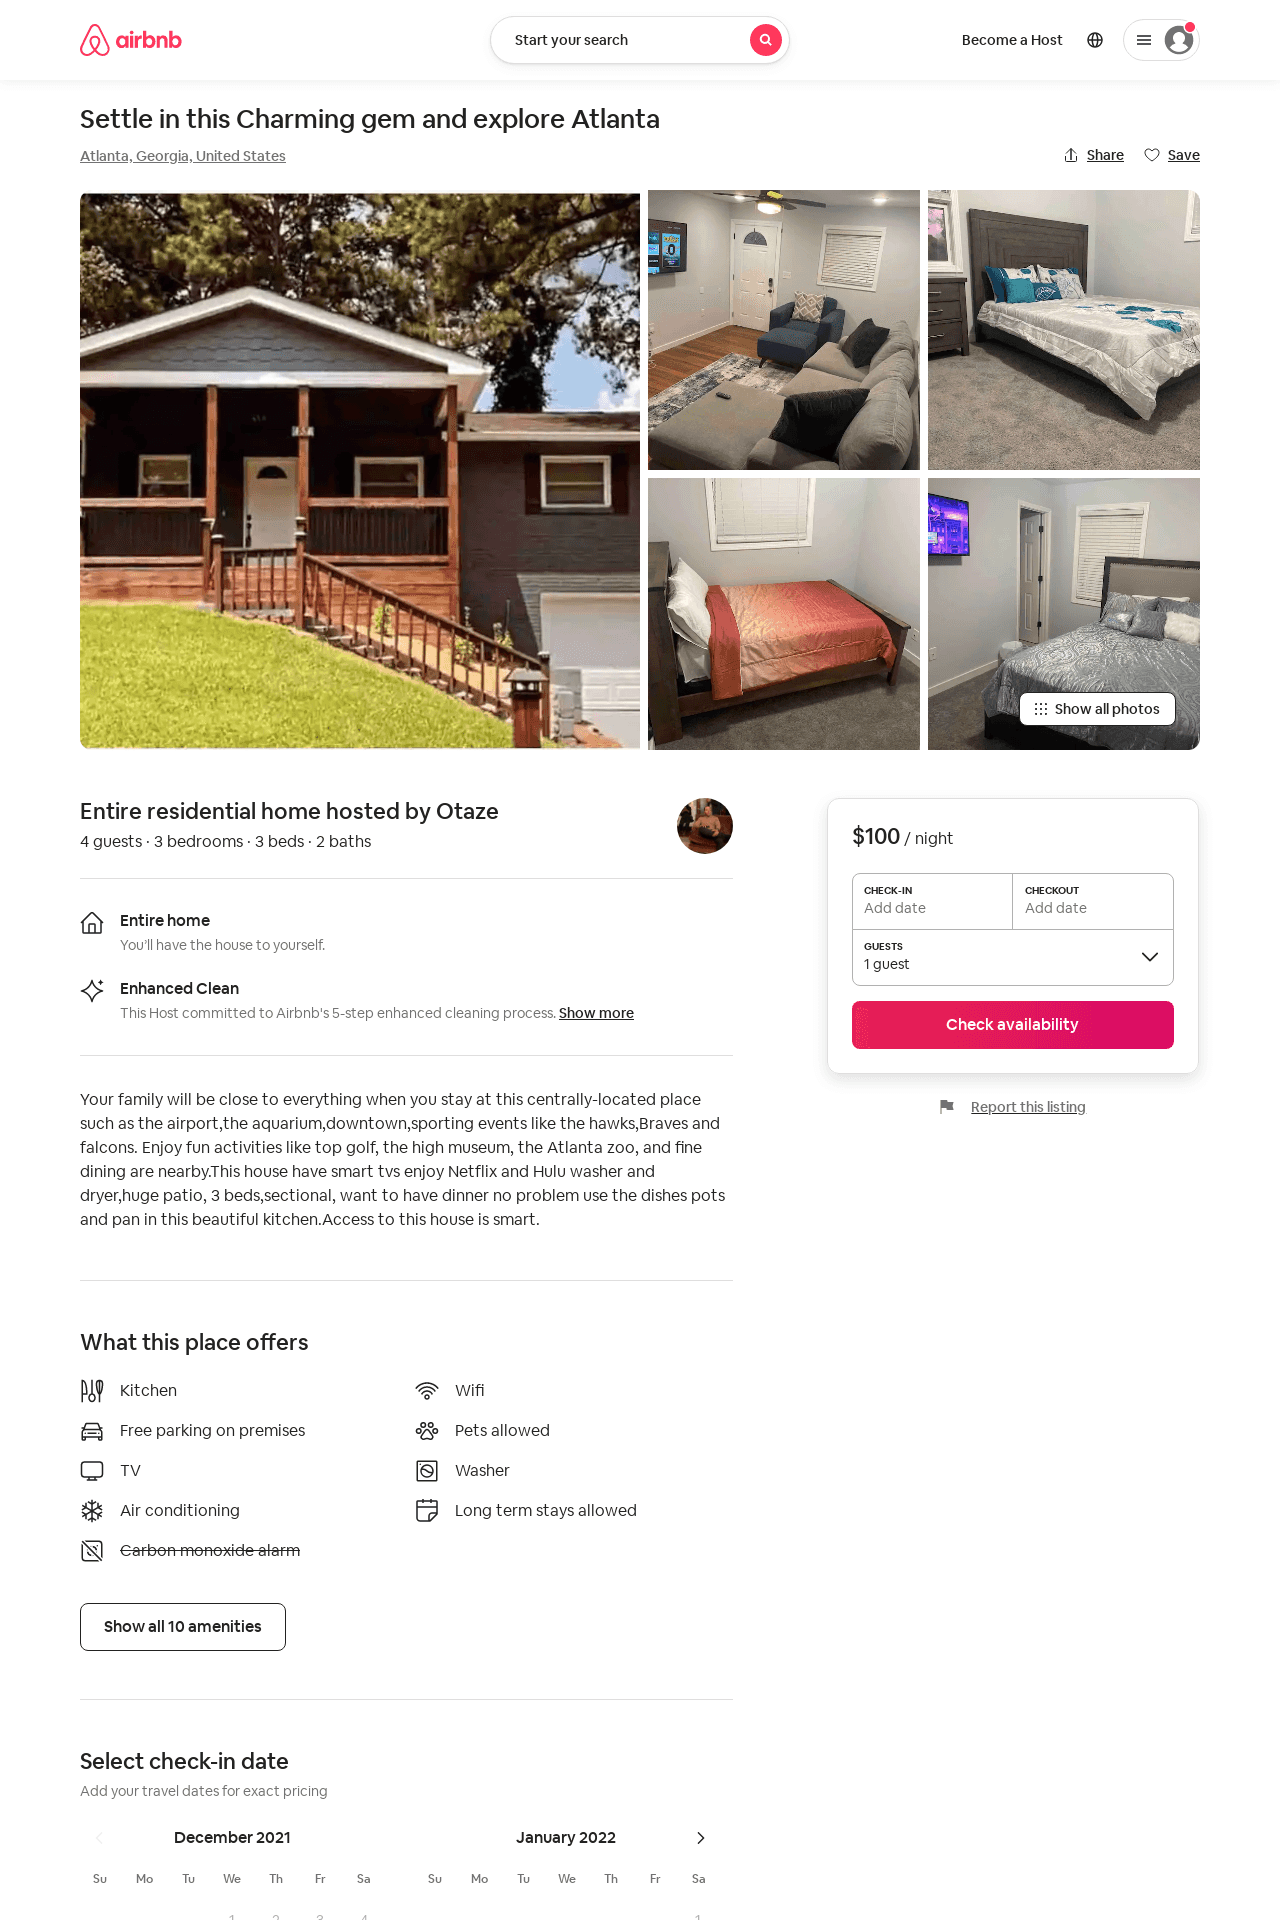 airbnb
Start your search
Become a Host
Settle in this Charming gem and explore Atlanta
Atlanta, Georgia, United States
Share
Save
Show all photos
Entire residential home hosted by Otaze
4 guests · 3 bedrooms · 3 beds · 2 baths
Entire home
You'll have the house to yourself.
Enhanced Clean
This Host committed to Airbnb's 5-step enhanced cleaning process. Show more
$100 / night
CHECK-IN
Add date
CHECKOUT
Add date
GUESTS
1 guest
Check availability
Report this listing
Your family will be close to everything when you stay at this centrally-located place
such as the airport,the aquarium,downtown,sporting events like the hawks,Braves and
falcons. Enjoy fun activities like top golf, the high museum, the Atlanta zoo, and fine
dining are nearby.This house have smart tvs enjoy Netflix and Hulu washer and
dryer,huge patio, 3 beds,sectional, want to have dinner no problem use the dishes pots
and pan in this beautiful kitchen.Access to this house is smart.
What this place offers
Kitchen
Wifi
Free parking on premises
Pets allowed
TV
Washer
Air conditioning
Long term stays allowed
Carbon monoxide alarm
Show all 10 amenities
Select check-in date
Add your travel dates for exact pricing
December 2021
January 2022
Su Mo Tu We Th Fr Sa
Su Mo Tu We Th Fr Sa
1 2 3 4
1